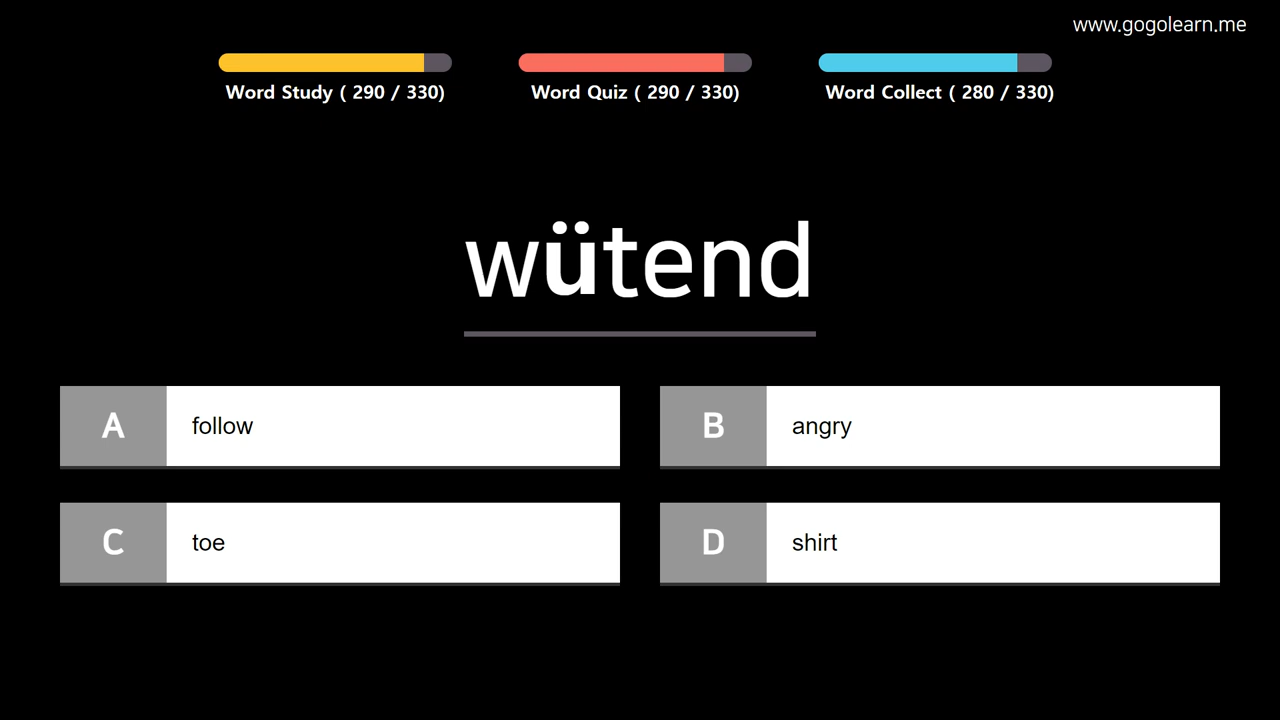 www.gogolearn.me
Word Study ( 290 / 330)
Word Quiz ( 290 / 330)
Word Collect ( 280 / 330)
wütend
A follow
B angry
C toe
D shirt